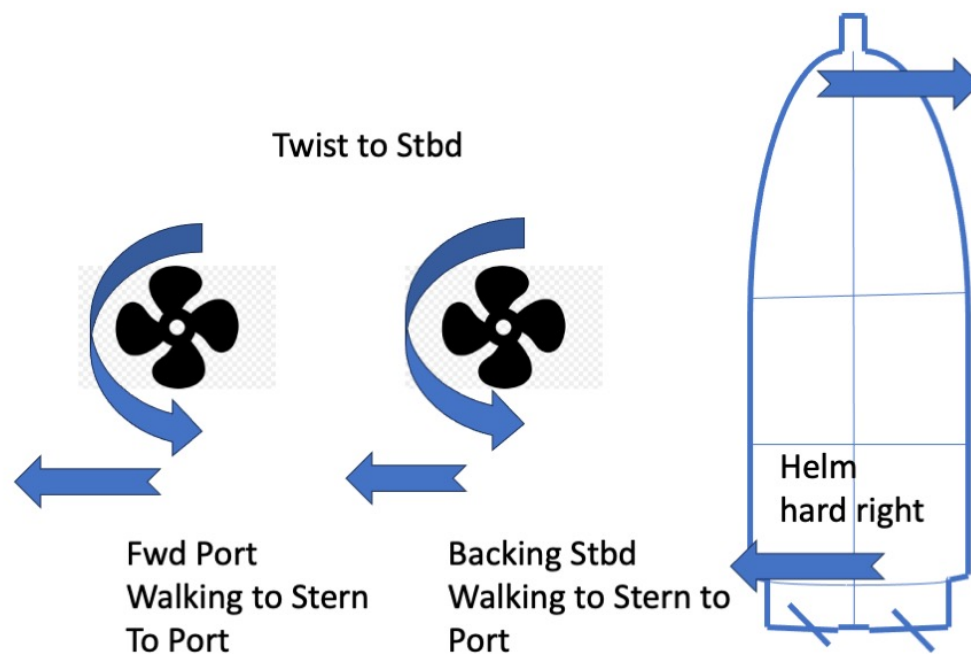 Twist to Stbd
Fwd Port
Walking to Stern
To Port
Backing Stbd
Walking to Stern to
Port
Helm
hard right